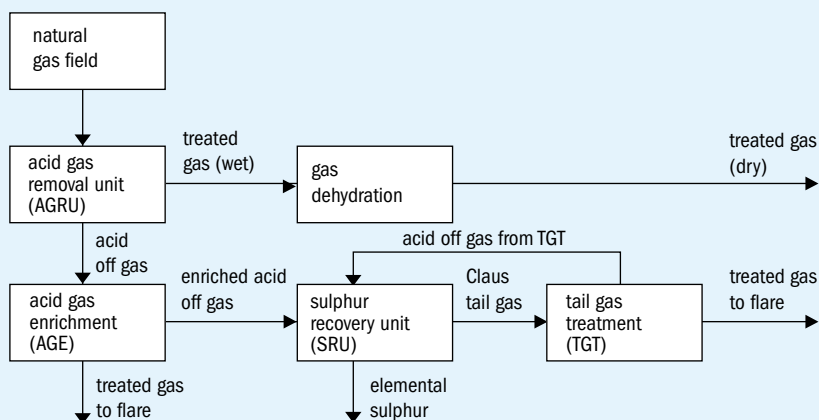 natural
gas field
treated
gas (wet)
treated gas
(dry)
acid gas
removal unit
(AGRU)
gas
dehydration
acid
off gas
acid off gas from TGT
enriched acid
off gas
Claus
tail gas
treated gas
to flare
acid gas
enrichment
(AGE)
sulphur
recovery unit
(SRU)
tail gas
treatment
(TGT)
treated gas
to flare
elemental
sulphur